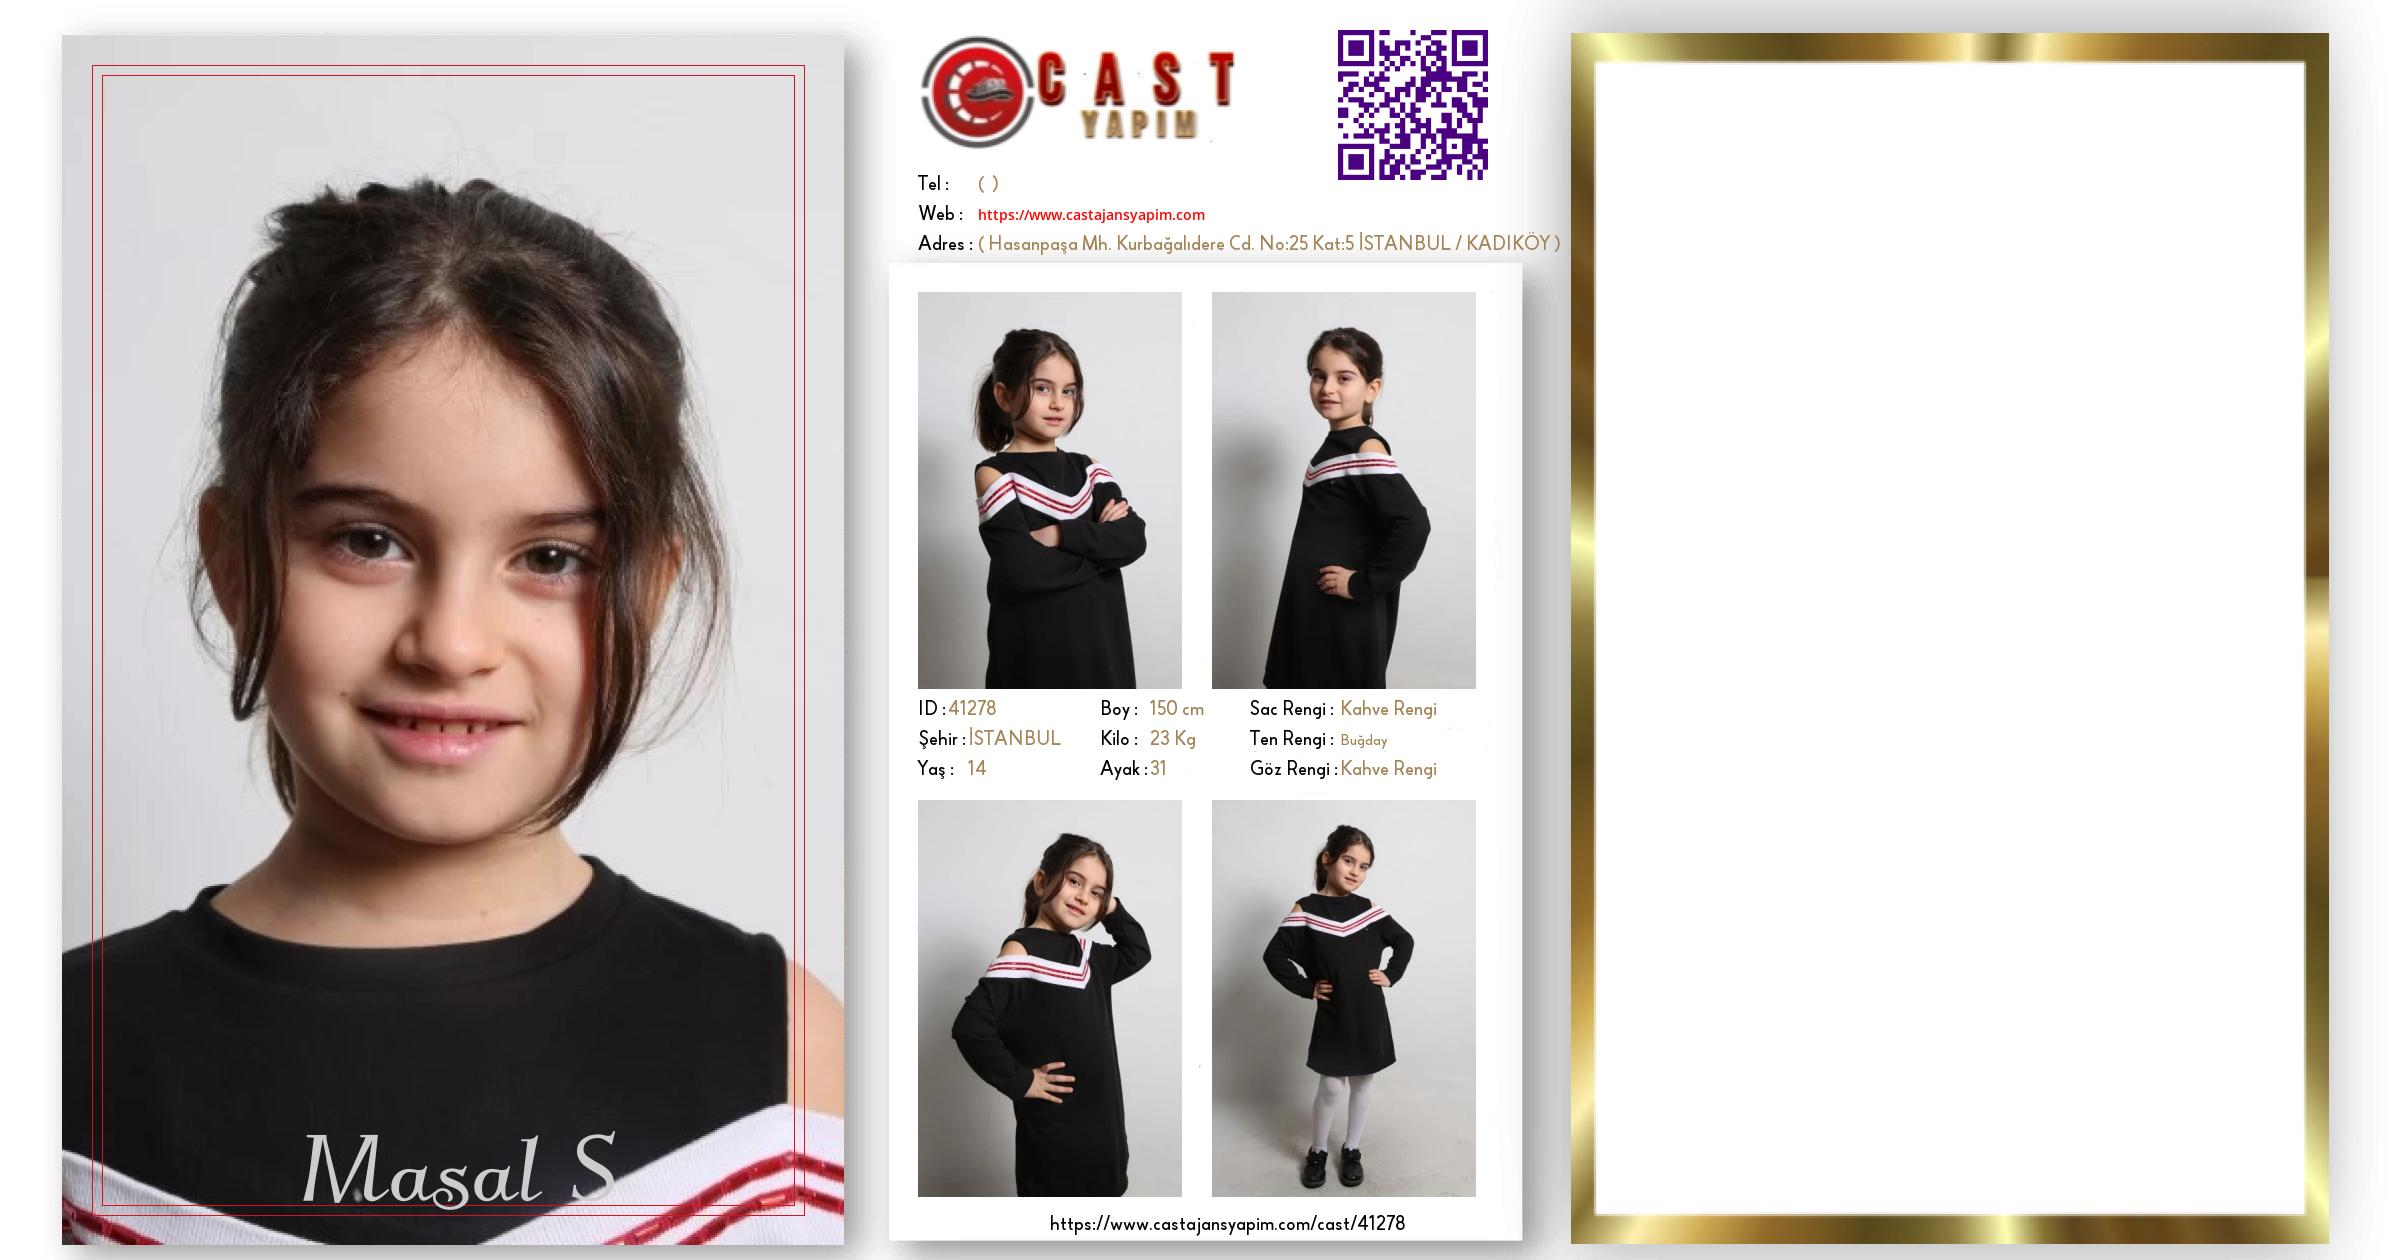 Masal S
CAST
YAPIM
Tel : ( )
Web : https://www.castajansyapim.com
Adres : ( Hasanpaşa Mh. Kurbağalıdere Cd. No:25 Kat:5 İSTANBUL / KADIKÖY )
ID : 41278 Boy : 150 cm Sac Rengi : Kahve Rengi
Şehir : İSTANBUL Kilo : 23 Kg Ten Rengi : Buğday
Yaş : 14 Ayak : 31 Göz Rengi : Kahve Rengi
https://www.castajansyapim.com/cast/41278